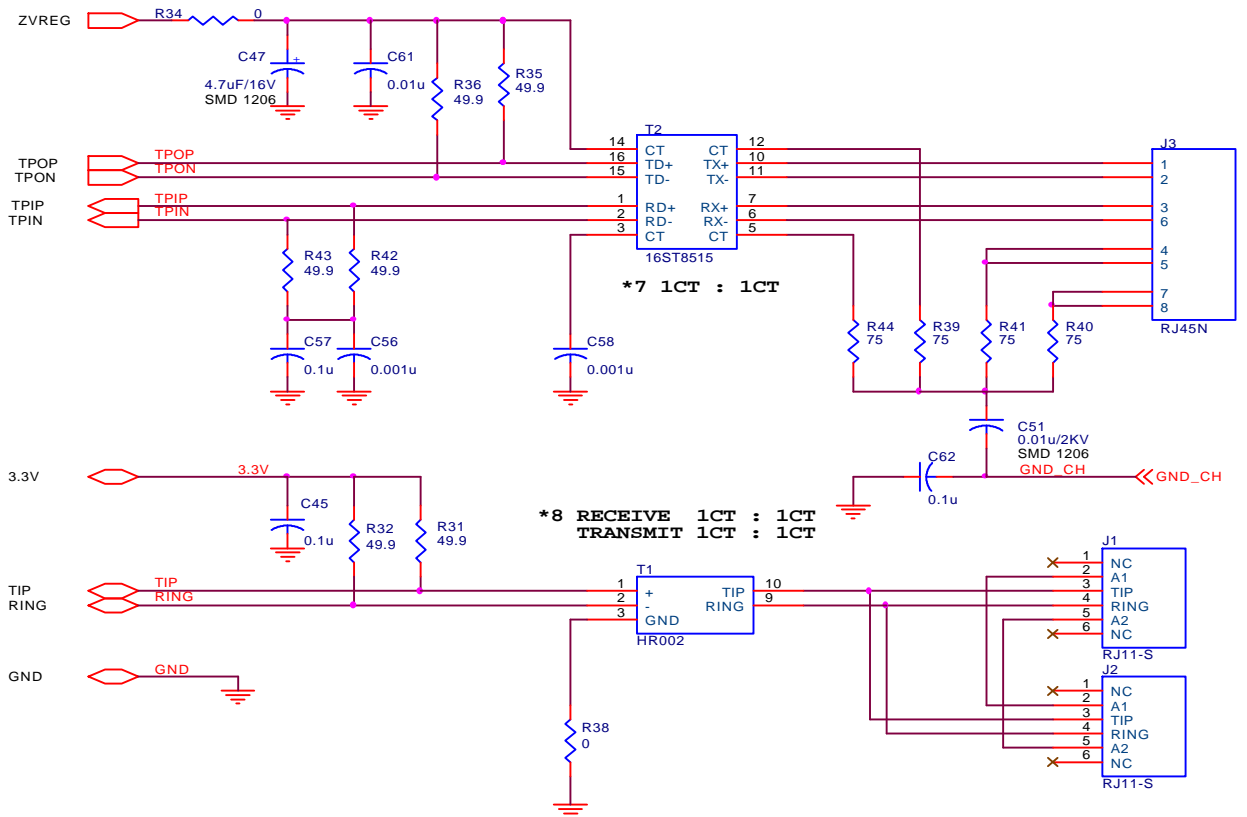 ZVREG
R34
0
C47
+
4.7uF/16V
SMD 1206
C61
0.01u
R36
49.9
R35
49.9
TPOP
TPON
TPIP
TPIN
TPOP
TPON
TPIP
TPIN
T2
14
16
15
1
2
3
CT
TD+
TD-
RD+
RD-
CT
CT
TX+
TX-
RX+
RX-
CT
12
10
11
7
6
5
16ST8515
*7 1CT : 1CT
J3
1
2
3
6
4
5
7
8
RJ45N
R43
49.9
R42
49.9
C57
0.1u
C56
0.001u
C58
0.001u
R44
75
R39
75
R41
75
R40
75
C51
0.01u/2KV
SMD 1206
C62
0.1u
GND_CH
GND_CH
3.3V
3.3V
C45
0.1u
R32
49.9
R31
49.9
*8 RECEIVE 1CT : 1CT
TRANSMIT 1CT : 1CT
TIP
RING
TIP
RING
T1
1
2
3
+
-
GND
TIP
RING
10
9
HR002
GND
GND
R38
0
J1
1 NC
2 A1
3 TIP
4 RING
5 A2
6 NC
RJ11-S
J2
1 NC
2 A1
3 TIP
4 RING
5 A2
6 NC
RJ11-S